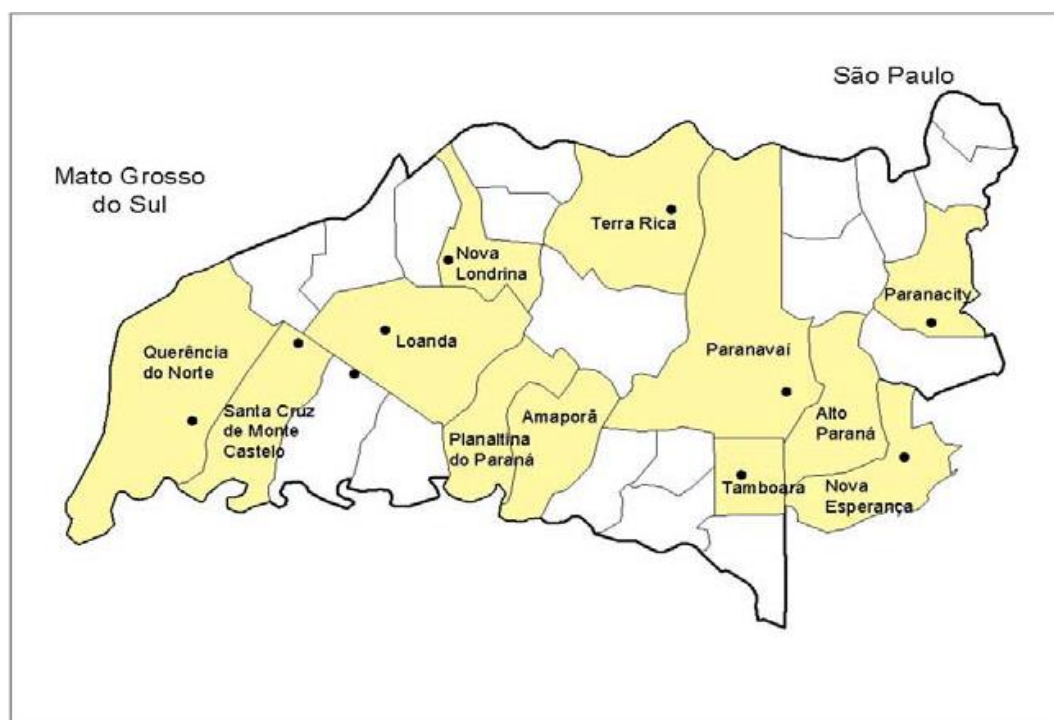 São Paulo
Mato Grosso
do Sul
Terra Rica
Nova
Londrina
Paranacity
Loanda
Querência
do Norte
Paranavaí
Santa Cruz
de Monte
Castelo
Amaporã
Planaltina
do Paraná
Alto
Paraná
Tamboara
Nova
Esperança